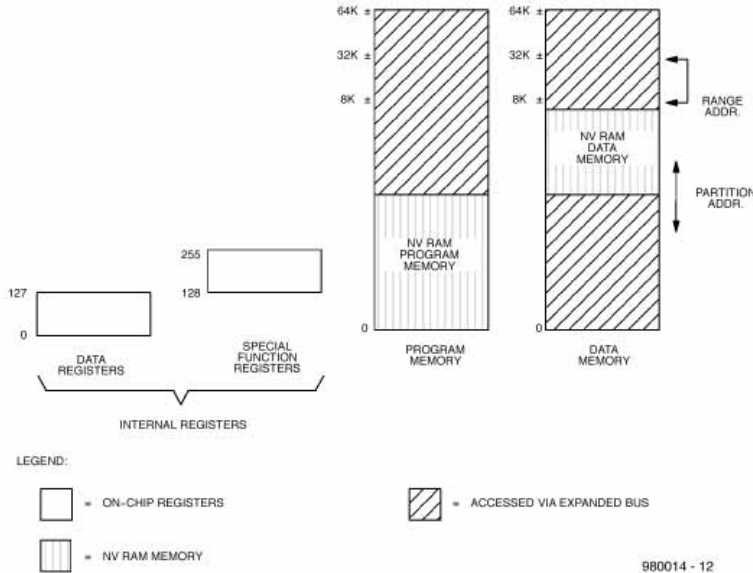 64K ±
32K ±
8K ±
0
NV RAM
PROGRAM
MEMORY
PROGRAM
MEMORY
64K ±
32K ±
8K ±
0
NV RAM
DATA
MEMORY
DATA
MEMORY
RANGE
ADDR.
PARTITION
ADDR.
127
0
DATA
REGISTERS
255
128
SPECIAL
FUNCTION
REGISTERS
INTERNAL REGISTERS
LEGEND:
= ON-CHIP REGISTERS
= ACCESSED VIA EXPANDED BUS
= NV RAM MEMORY
980014 - 12